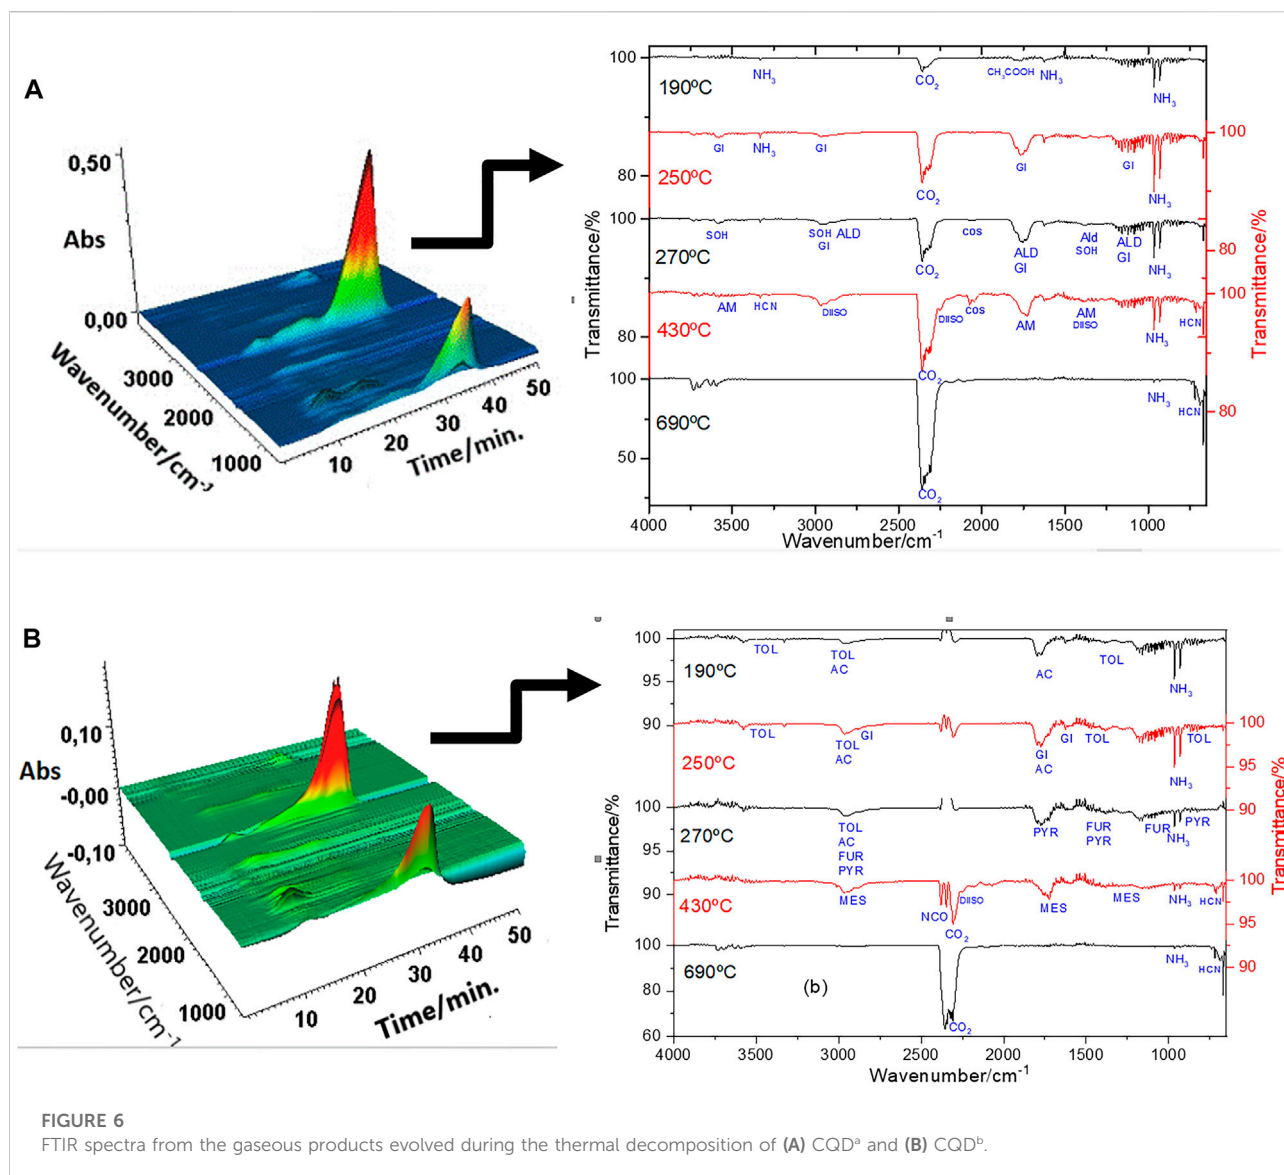 A
0,50
Abs
0,00
Wavenumber/cm⁻¹
3000
2000
1000
10
20
30
40
50
Time/min.
100
190ºC
NH₃
CO₂
CH₃COOH
NH₃
NH₃
80
250ºC
GI
NH₃
GI
CO₂
GI
GI
NH₃
100
100
270ºC
SOH
SOH ALD
GI
CO₂
cos
ALD
GI
Ald
SOH
ALD
GI
NH₃
80
80
430ºC
AM
HCN
DIISO
CO₂
DIISO
cos
AM
AM
DIISO
NH₃
HCN
100
100
690ºC
CO₂
NH₃
HCN
80
50
Transmittance/%
Transmittance/%
4000 3500 3000 2500 2000 1500 1000
Wavenumber/cm⁻¹
B
0,10
Abs
-0,00
-0,10
Wavenumber/cm⁻¹
3000
2000
1000
10
20
30
40
50
Time/min.
100
190ºC
TOL
TOL
AC
AC
TOL
NH₃
95
90
250ºC
TOL
TOL
AC
GI
GI
AC
GI
TOL
TOL
NH₃
100
95
90
100
270ºC
TOL
AC
FUR
PYR
PYR
FUR
PYR
FUR
NH₃
PYR
95
90
430ºC
MES
NCO
CO₂
DIISO
MES
MES
NH₃
HCN
100
95
90
100
690ºC
(b)
CO₂
NH₃
HCN
80
60
Transmittance/%
Transmittance/%
4000 3500 3000 2500 2000 1500 1000
Wavenumber/cm⁻¹
FIGURE 6
FTIR spectra from the gaseous products evolved during the thermal decomposition of (A) CQDᵃ and (B) CQDᵇ.